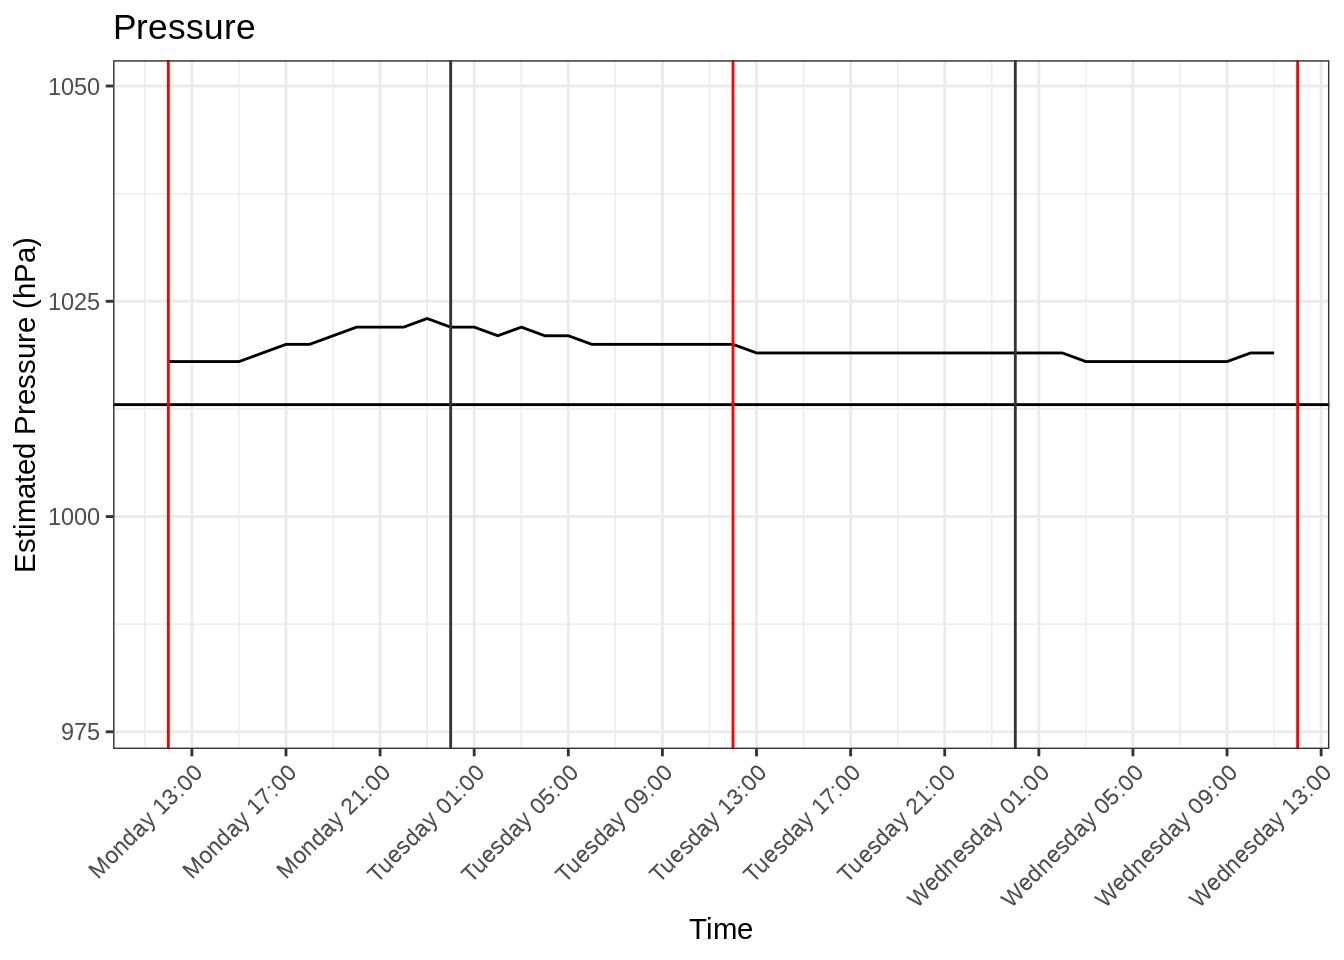 Pressure
Estimated Pressure (hPa)
1050
1025
1000
975
Monday 13:00
Monday 17:00
Monday 21:00
Tuesday 01:00
Tuesday 05:00
Tuesday 09:00
Tuesday 13:00
Tuesday 17:00
Tuesday 21:00
Wednesday 01:00
Wednesday 05:00
Wednesday 09:00
Wednesday 13:00
Time